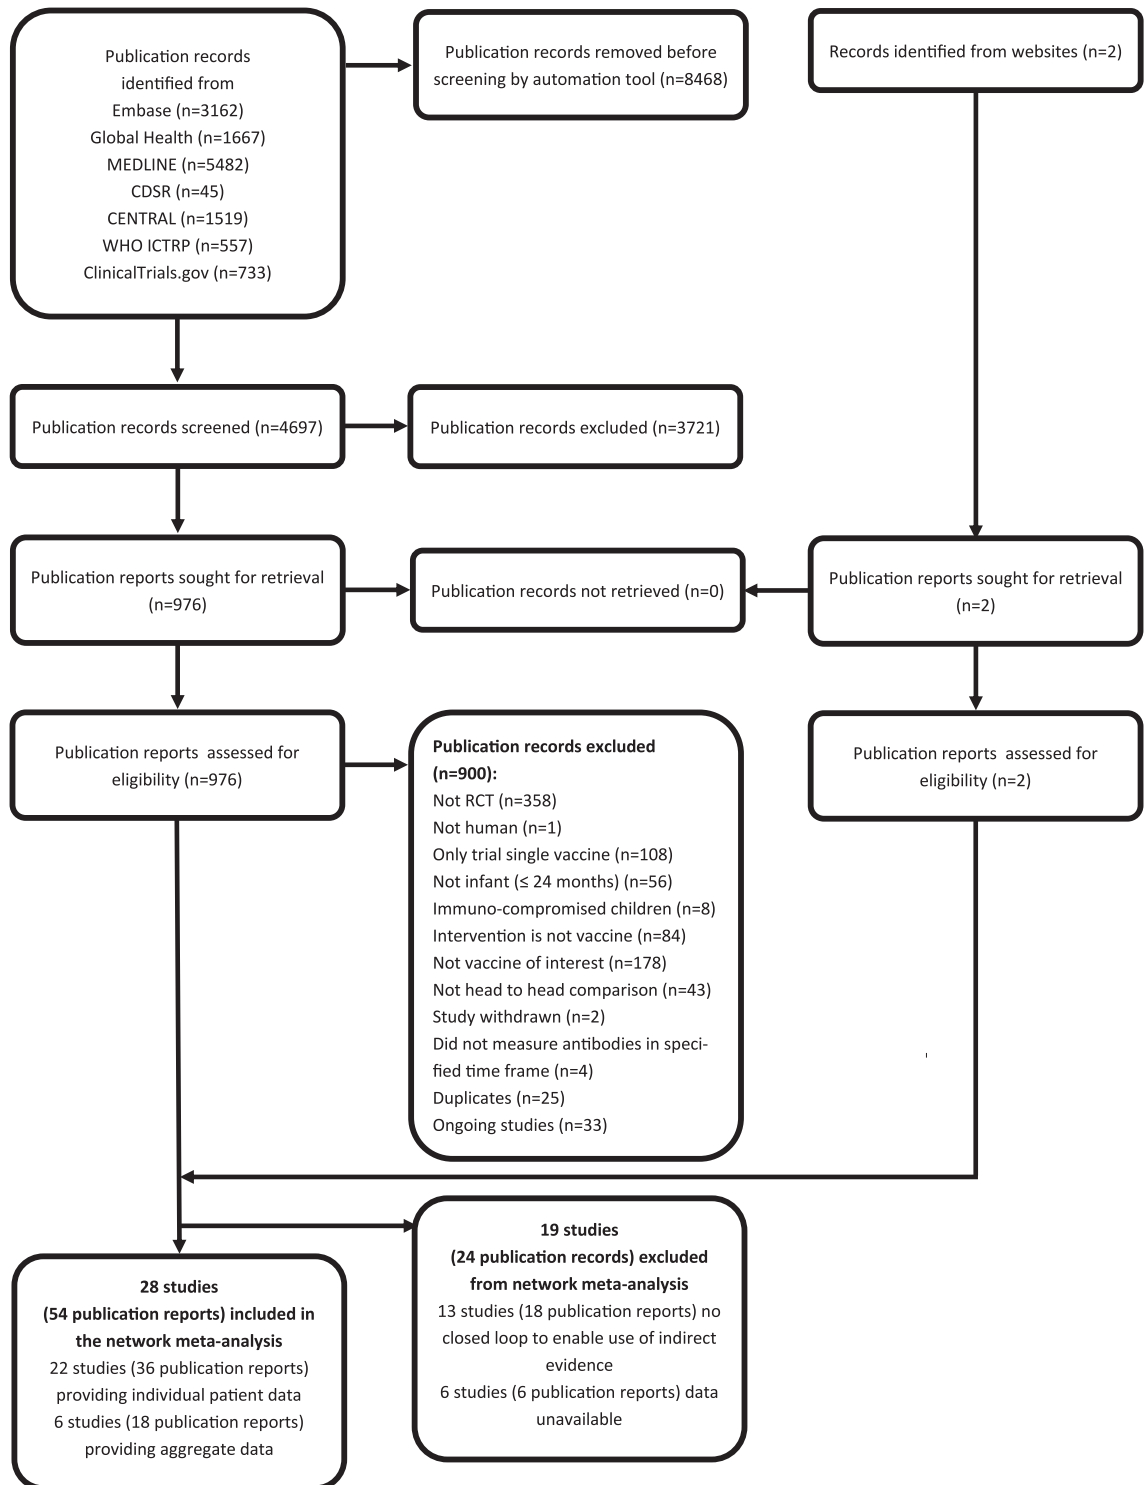 Publication records
identified from
Embase (n=3162)
Global Health (n=1667)
MEDLINE (n=5482)
CDSR (n=45)
CENTRAL (n=1519)
WHO ICTRP (n=557)
ClinicalTrials.gov (n=733)
Publication records removed before
screening by automation tool (n=8468)
Records identified from websites (n=2)
Publication records screened (n=4697)
Publication records excluded (n=3721)
Publication reports sought for retrieval
(n=976)
Publication records not retrieved (n=0)
Publication reports sought for retrieval
(n=2)
Publication reports assessed for
eligibility (n=976)
Publication records excluded
(n=900):
Not RCT (n=358)
Not human (n=1)
Only trial single vaccine (n=108)
Not infant (≤ 24 months) (n=56)
Immuno-compromised children (n=8)
Intervention is not vaccine (n=84)
Not vaccine of interest (n=178)
Not head to head comparison (n=43)
Study withdrawn (n=2)
Did not measure antibodies in speci-
fied time frame (n=4)
Duplicates (n=25)
Ongoing studies (n=33)
Publication reports assessed for
eligibility (n=2)
28 studies
(54 publication reports) included in
the network meta-analysis
22 studies (36 publication reports)
providing individual patient data
6 studies (18 publication reports)
providing aggregate data
19 studies
(24 publication records) excluded
from network meta-analysis
13 studies (18 publication reports) no
closed loop to enable use of indirect
evidence
6 studies (6 publication reports) data
unavailable